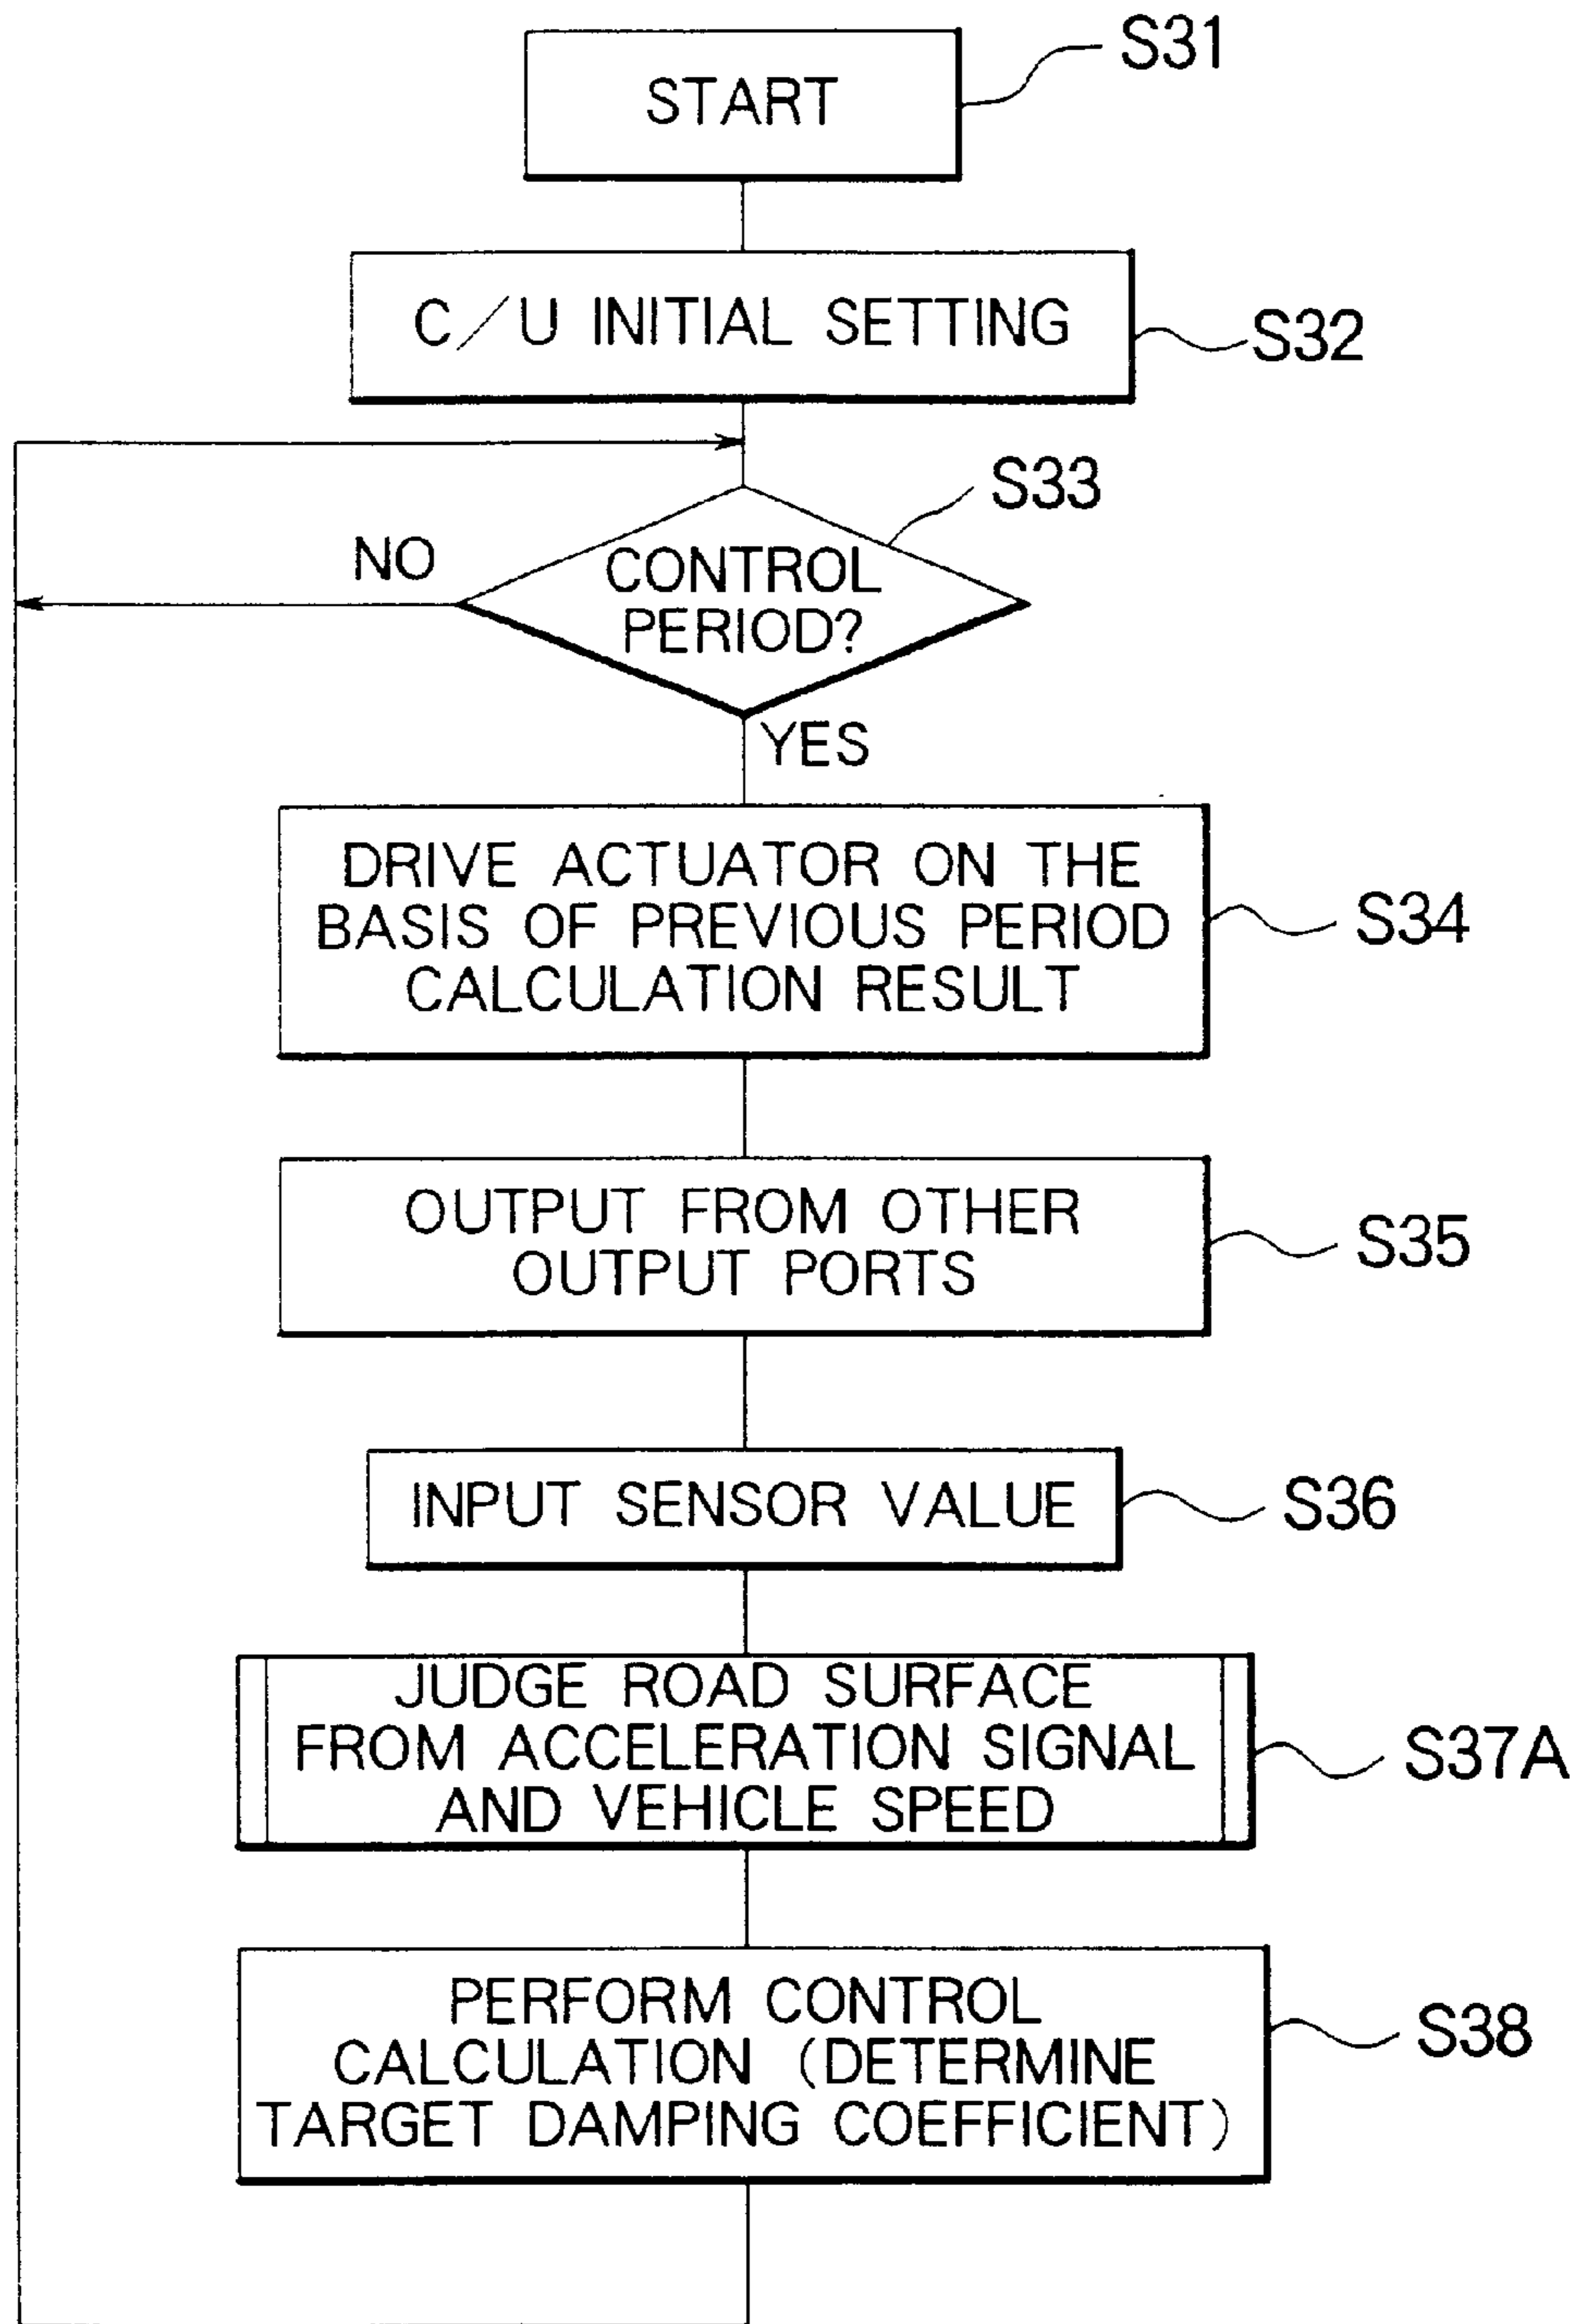 START
S31
C/U INITIAL SETTING
S32
S33
NO
CONTROL
PERIOD?
YES
DRIVE ACTUATOR ON THE
BASIS OF PREVIOUS PERIOD
CALCULATION RESULT
S34
OUTPUT FROM OTHER
OUTPUT PORTS
S35
INPUT SENSOR VALUE
S36
JUDGE ROAD SURFACE
FROM ACCELERATION SIGNAL
AND VEHICLE SPEED
S37A
PERFORM CONTROL
CALCULATION (DETERMINE
TARGET DAMPING COEFFICIENT)
S38